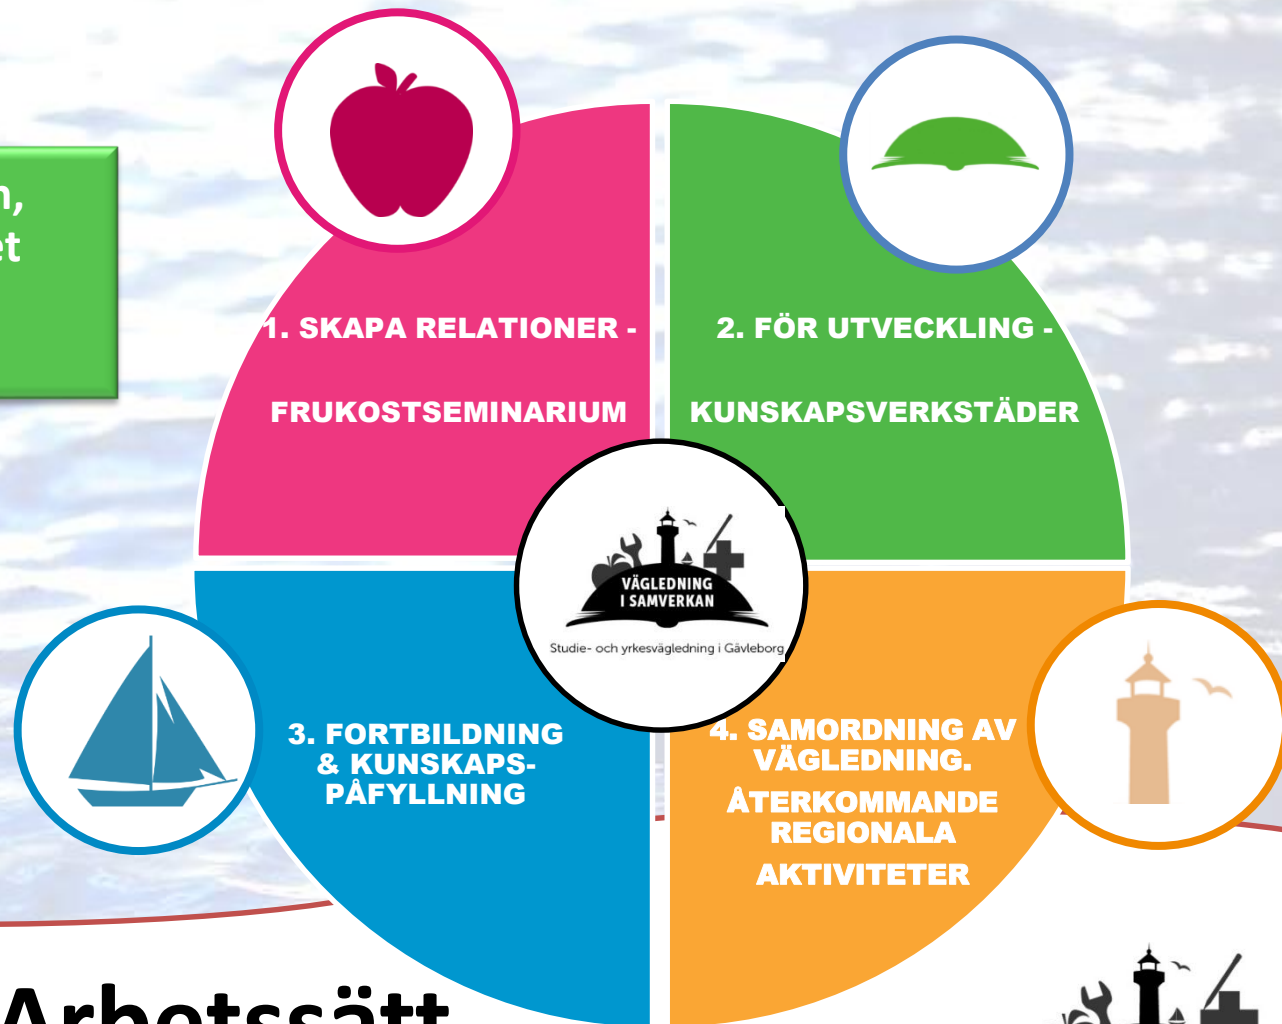 et
1. SKAPA RELATIONER -
FRUKOSTSEMINARIUM
2. FÖR UTVECKLING -
KUNSKAPSVERKSTÄDER
VÄGLEDNING
I SAMVERKAN
Studie- och yrkesvägledning i Gävleborg
3. FORTBILDNING
& KUNSKAPS-
PÅFYLLNING
4. SAMORDNING AV
VÄGLEDNING.
ÅTERKOMMANDE
REGIONALA
AKTIVITETER
Arbetssätt